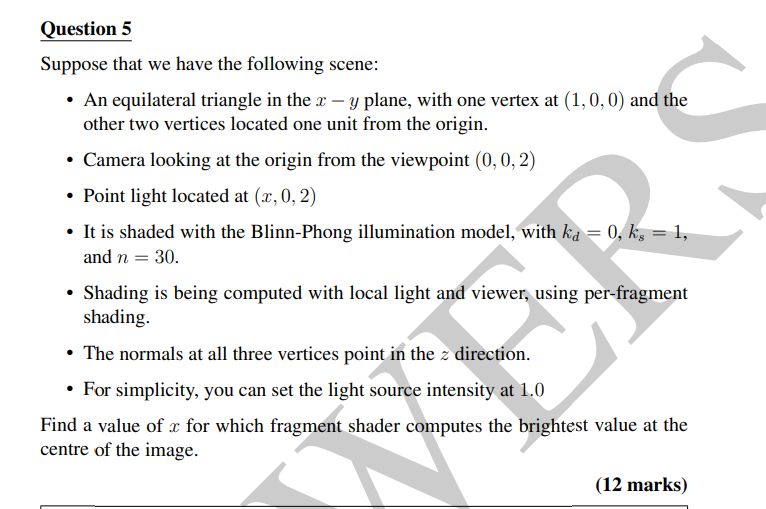 Question 5
Suppose that we have the following scene:
• An equilateral triangle in the x − y plane, with one vertex at (1, 0, 0) and the
other two vertices located one unit from the origin.
• Camera looking at the origin from the viewpoint (0, 0, 2)
• Point light located at (x, 0, 2)
• It is shaded with the Blinn-Phong illumination model, with k_d = 0, k_s = 1,
and n = 30.
• Shading is being computed with local light and viewer, using per-fragment
shading.
• The normals at all three vertices point in the z direction.
• For simplicity, you can set the light source intensity at 1.0
Find a value of x for which fragment shader computes the brightest value at the
centre of the image.
(12 marks)
WERS